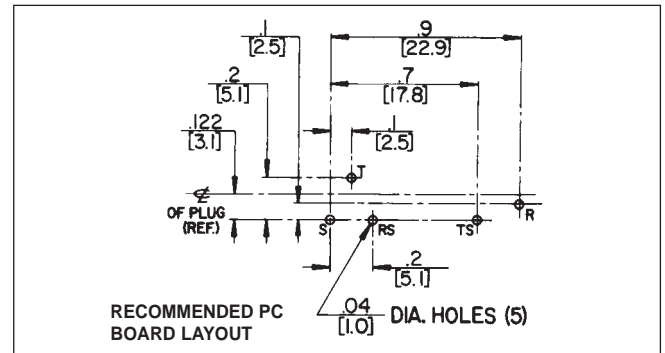 .1
[2.5]
.9
[22.9]
.2
[5.1]
.7
[17.8]
.122
[3.1]
.1
[2.5]
T
℄
OF PLUG
(REF.)
S
RS
TS
R
.2
[5.1]
RECOMMENDED PC
BOARD LAYOUT
.04
[1.0]
DIA. HOLES (5)